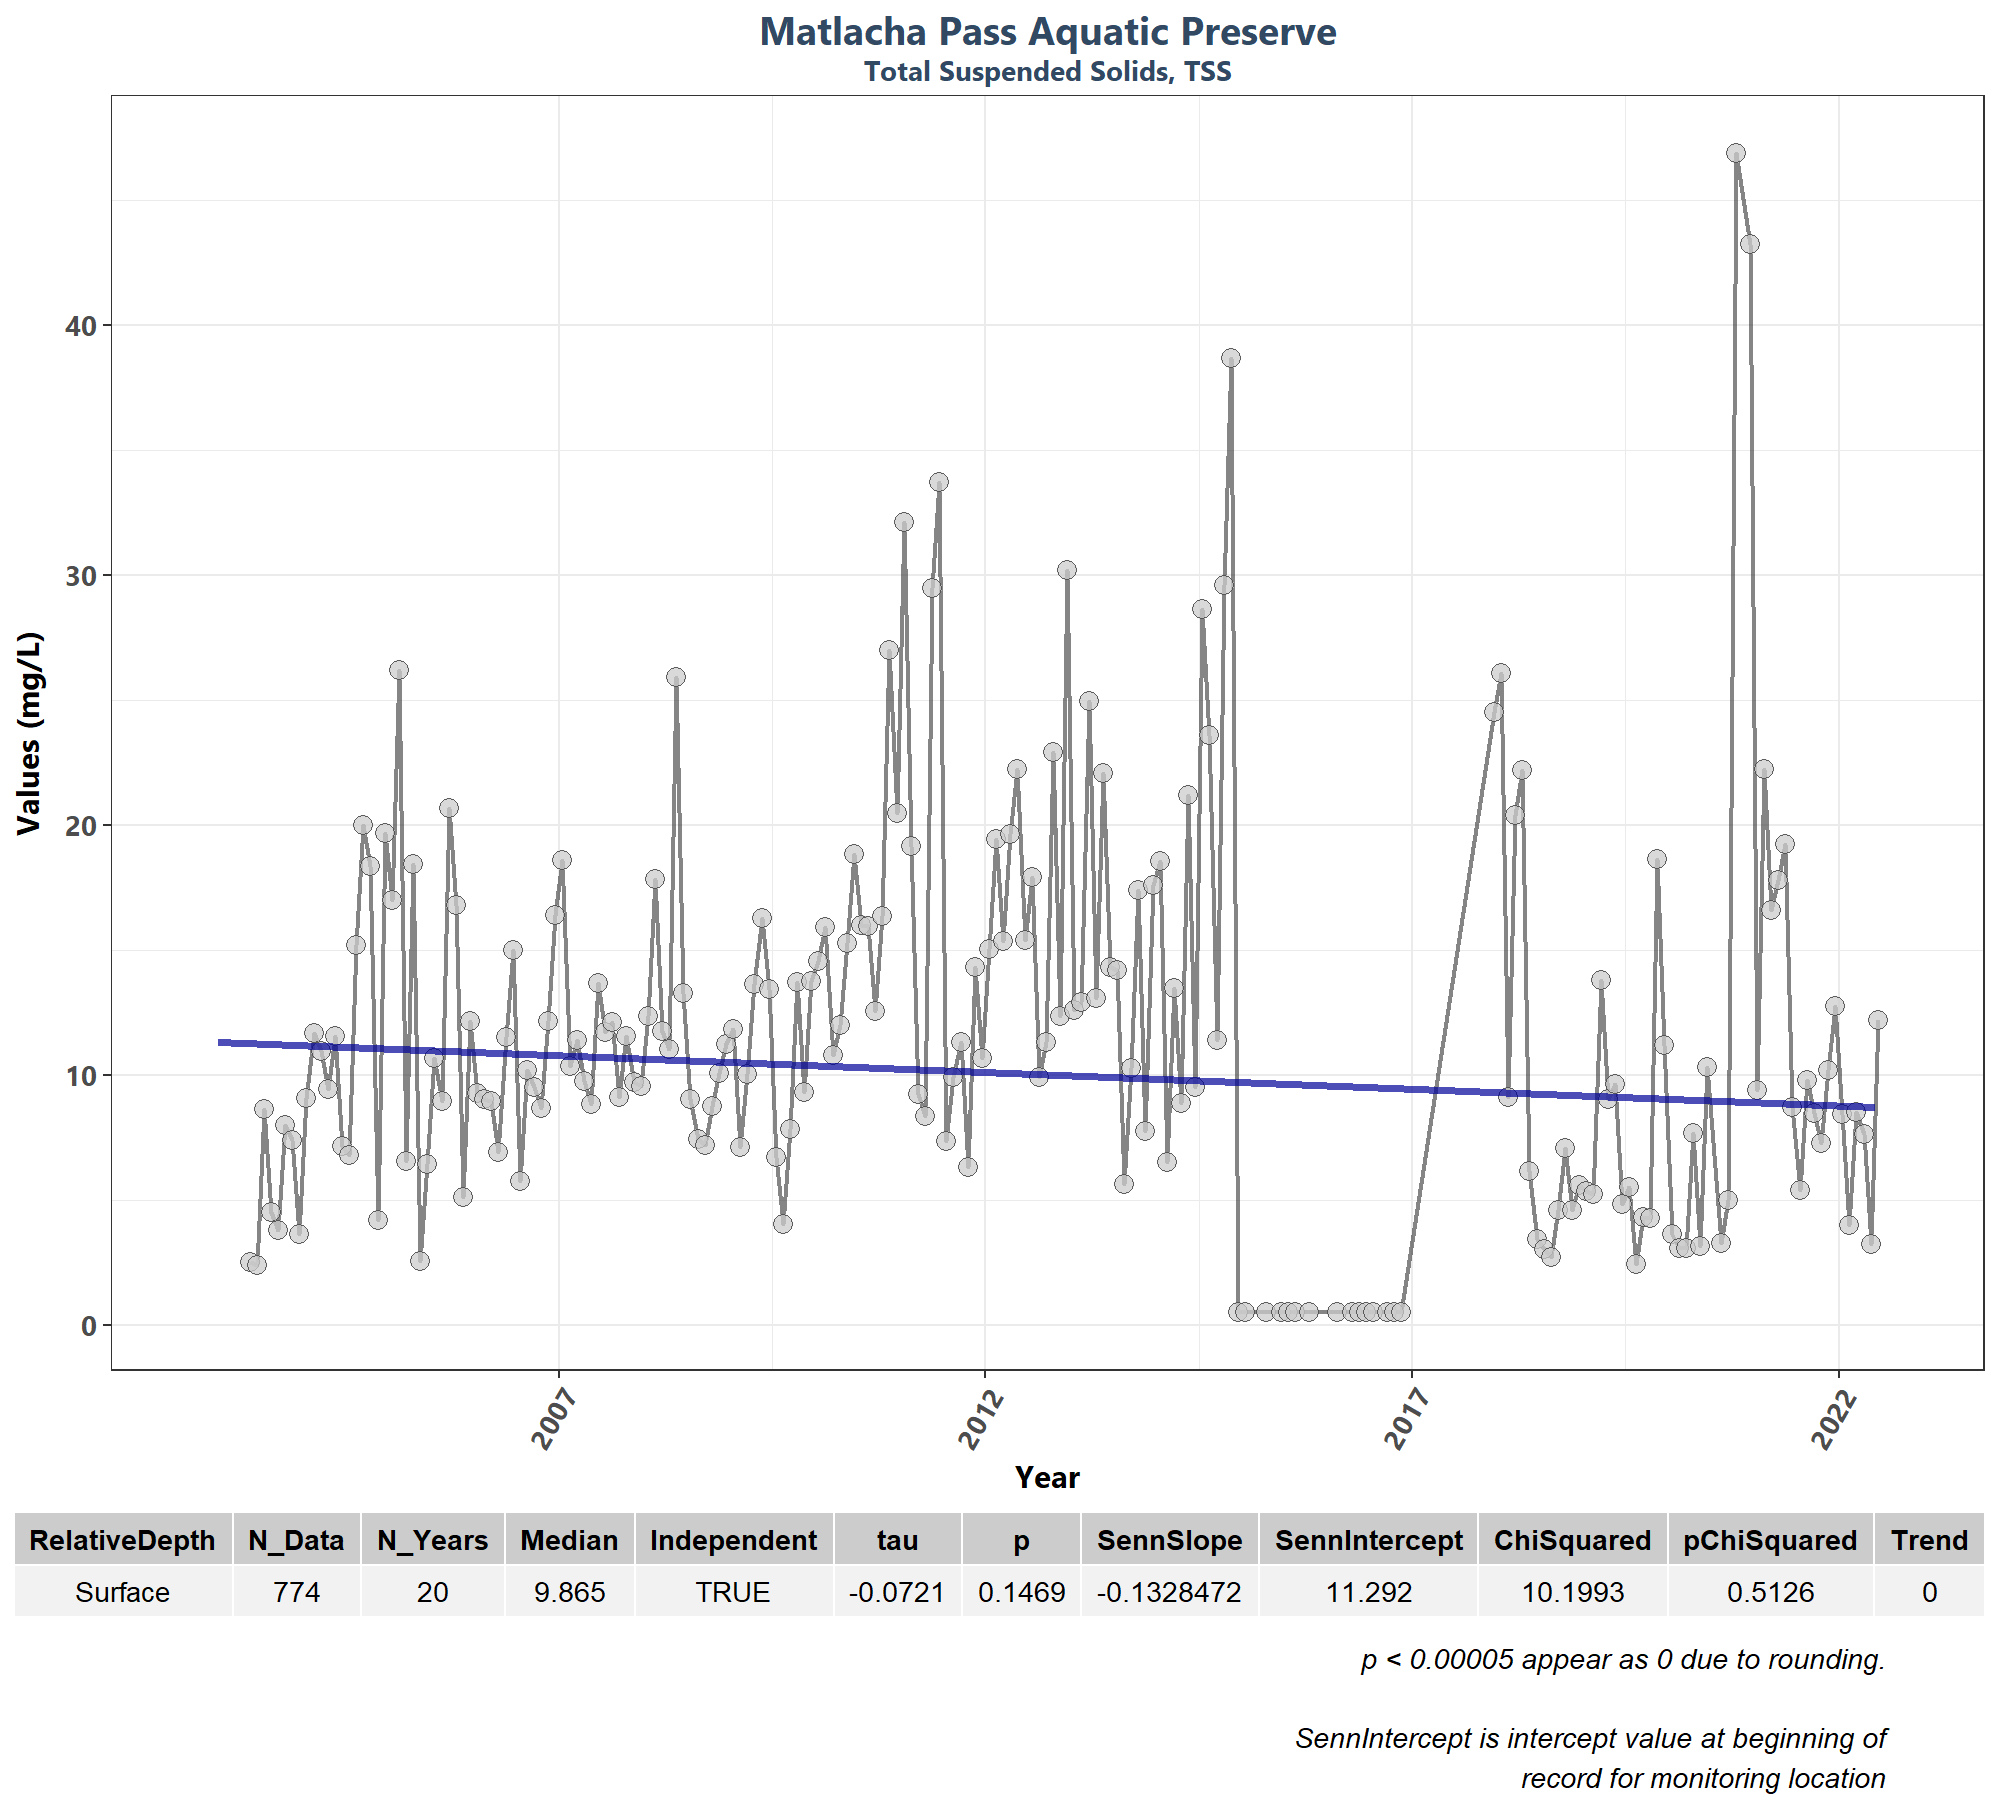 Matlacha Pass Aquatic Preserve
Total Suspended Solids, TSS
Values (mg/L)
40
30
20
10
0
2007 2012 2017 2022
Year
RelativeDepth N_Data N_Years Median Independent tau p SennSlope SennIntercept ChiSquared pChiSquared Trend
Surface 774 20 9.865 TRUE -0.0721 0.1469 -0.1328472 11.292 10.1993 0.5126 0
p < 0.00005 appear as 0 due to rounding.
SennIntercept is intercept value at beginning of
record for monitoring location